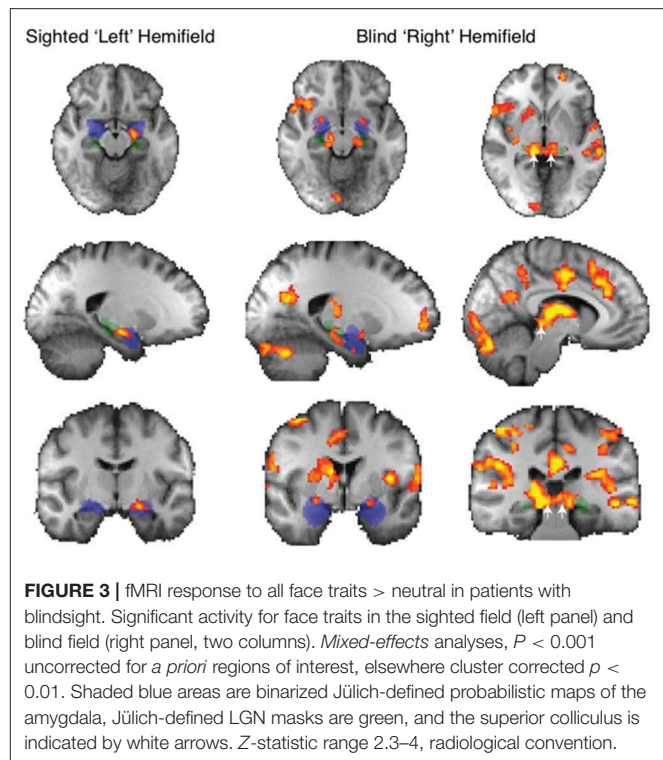 Sighted 'Left' Hemifield
Blind 'Right' Hemifield
FIGURE 3 | fMRI response to all face traits > neutral in patients with
blindsight. Significant activity for face traits in the sighted field (left panel) and
blind field (right panel, two columns). Mixed-effects analyses, P < 0.001
uncorrected for a priori regions of interest, elsewhere cluster corrected p <
0.01. Shaded blue areas are binarized Jülich-defined probabilistic maps of the
amygdala, Jülich-defined LGN masks are green, and the superior colliculus is
indicated by white arrows. Z-statistic range 2.3–4, radiological convention.